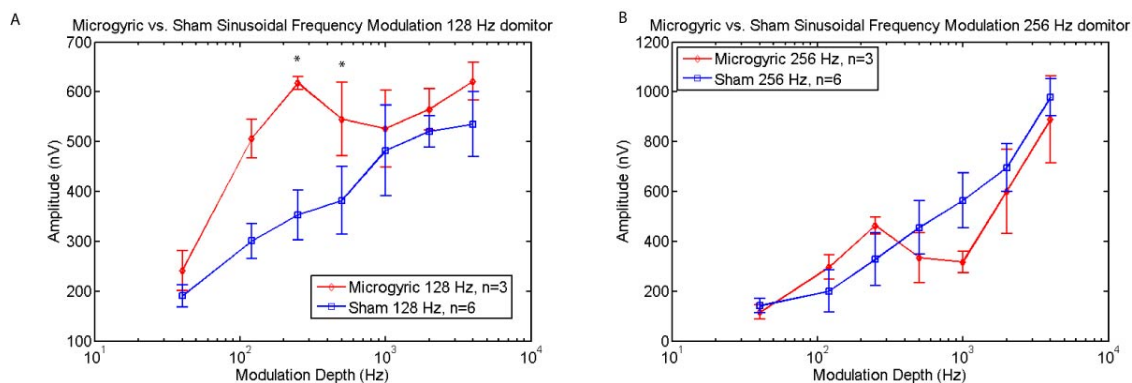 A
Microgyric vs. Sham Sinusoidal Frequency Modulation 128 Hz domitor
700
600
500
400
300
200
100
Amplitude (nV)
*
*
Microgyric 128 Hz, n=3
Sham 128 Hz, n=6
10^1
10^2
10^3
10^4
Modulation Depth (Hz)
B
Microgyric vs. Sham Sinusoidal Frequency Modulation 256 Hz domitor
1200
1000
800
600
400
200
0
Amplitude (nV)
Microgyric 256 Hz, n=3
Sham 256 Hz, n=6
10^1
10^2
10^3
10^4
Modulation Depth (Hz)